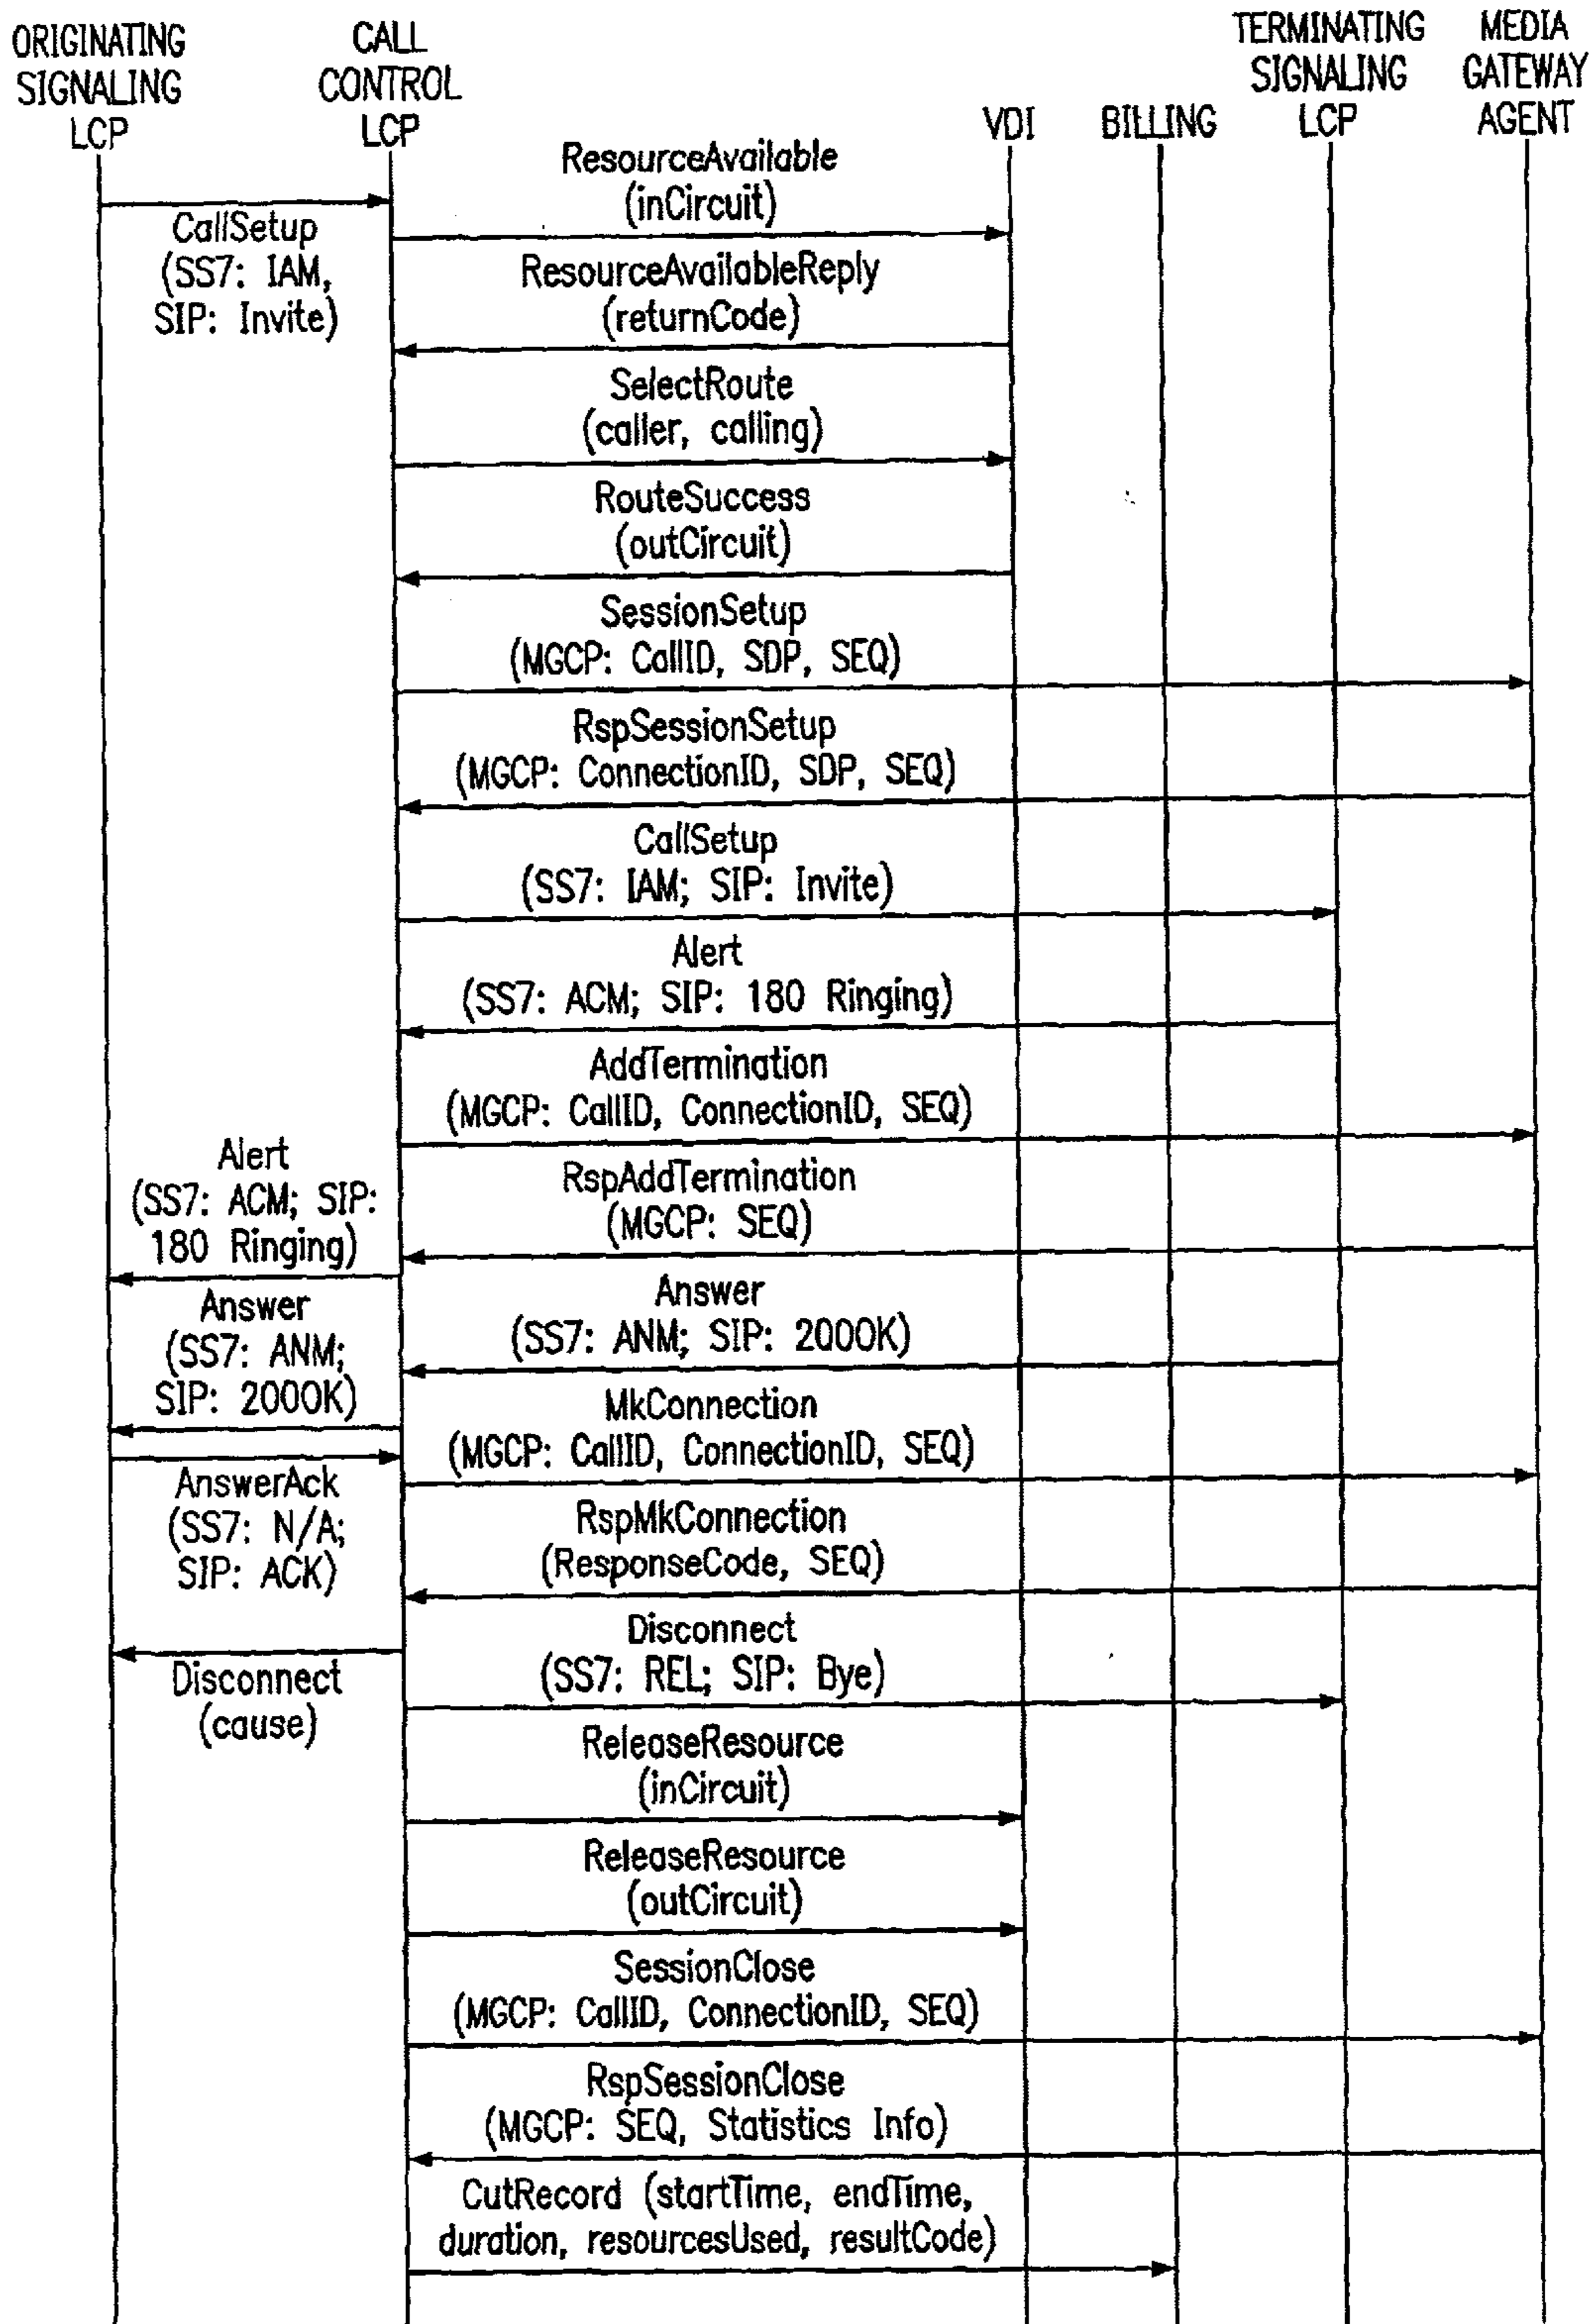 ORIGINATING
SIGNALING
LCP
CALL
CONTROL
LCP
VDI
BILLING
TERMINATING
SIGNALING
LCP
MEDIA
GATEWAY
AGENT
CallSetup
(SS7: IAM,
SIP: Invite)
ResourceAvailable
(inCircuit)
ResourceAvailableReply
(returnCode)
SelectRoute
(caller, calling)
RouteSuccess
(outCircuit)
SessionSetup
(MGCP: CallID, SDP, SEQ)
RspSessionSetup
(MGCP: ConnectionID, SDP, SEQ)
CallSetup
(SS7: IAM; SIP: Invite)
Alert
(SS7: ACM; SIP: 180 Ringing)
AddTermination
(MGCP: CallID, ConnectionID, SEQ)
RspAddTermination
(MGCP: SEQ)
Alert
(SS7: ACM; SIP:
180 Ringing)
Answer
(SS7: ANM; SIP: 200OK)
Answer
(SS7: ANM;
SIP: 200OK)
AnswerAck
(SS7: N/A;
SIP: ACK)
MkConnection
(MGCP: CallID, ConnectionID, SEQ)
RspMkConnection
(ResponseCode, SEQ)
Disconnect
(cause)
Disconnect
(SS7: REL; SIP: Bye)
ReleaseResource
(inCircuit)
ReleaseResource
(outCircuit)
SessionClose
(MGCP: CallID, ConnectionID, SEQ)
RspSessionClose
(MGCP: SEQ, Statistics Info)
CutRecord (startTime, endTime,
duration, resourcesUsed, resultCode)